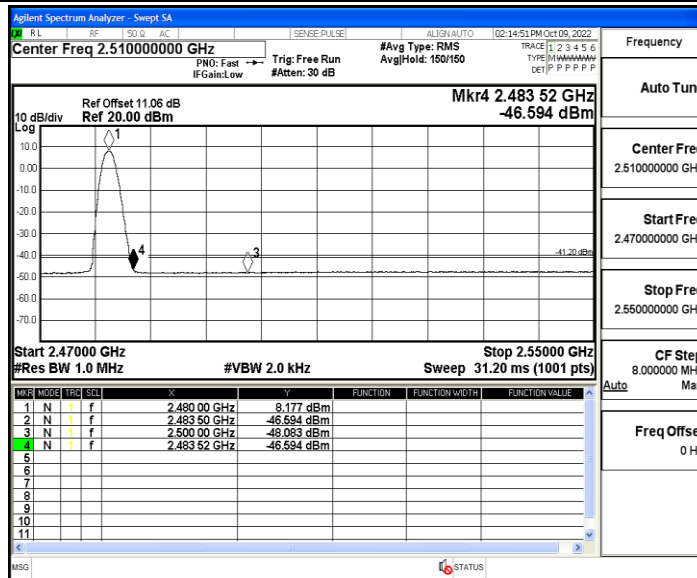 Agilent Spectrum Analyzer - Swept SA
RL RF 50 Ω AC SENSE:PULSE ALIGN AUTO 02:14:51 PM Oct 09, 2022
Center Freq 2.510000000 GHz #Avg Type: RMS TRACE 1 2 3 4 5 6
PNO: Fast Trig: Free Run Avg|Hold: 150/150 TYPE M WWWWW
IFGain:Low #Atten: 30 dB DET P P P P P P
Ref Offset 11.06 dB Mkr4 2.483 52 GHz
10 dB/div Ref 20.00 dBm -46.594 dBm
Log
1
10.0
0.00
-10.0
-20.0
-30.0
4 3 -41.20 dBm
-40.0
-50.0
-60.0
-70.0
Start 2.47000 GHz Stop 2.55000 GHz
#Res BW 1.0 MHz #VBW 2.0 kHz Sweep 31.20 ms (1001 pts)
MKR MODE TRC SCL X Y FUNCTION FUNCTION WIDTH FUNCTION VALUE
1 N 1 f 2.480 00 GHz 8.177 dBm
2 N 1 f 2.483 50 GHz -46.594 dBm
3 N 1 f 2.500 00 GHz -48.083 dBm
4 N 1 f 2.483 52 GHz -46.594 dBm
5
6
7
8
9
10
11
MSG STATUS
Frequency
Auto Tun
Center Fre
2.510000000 GH
Start Fre
2.470000000 GH
Stop Fre
2.550000000 GH
CF Step
8.000000 MH
Auto Ma
Freq Offse
0 H